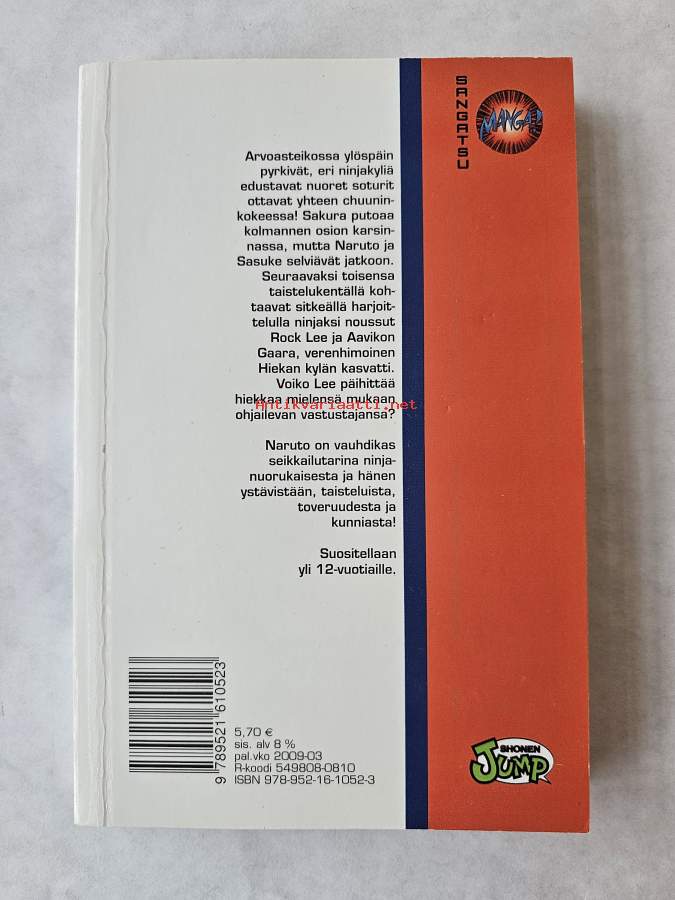 SANGATSU
MANGA!
Arvoasteikossa ylöspäin
pyrkivät, eri ninjakyliä
edustavat nuoret soturit
ottavat yhteen chuunin-
kokeessa! Sakura putoaa
kolmannen osion karsin-
nassa, mutta Naruto ja
Sasuke selviävät jatkoon.
Seuraavaksi toisensa
taistelukentällä koh-
taavat sitkeällä harjoit-
telulla ninjaksi noussut
Rock Lee ja Aavikon
Gaara, verenhimoinen
Hiekan kylän kasvatti.
Voiko Lee päihittää
hiekkaa mielensä mukaan
Antikvariaatti.net
ohjailevan vastustajansa?
Naruto on vauhdikas
seikkailutarina ninja-
nuorukaisesta ja hänen
ystävistään, taisteluista,
toveruudesta ja
kunniasta!
Suositellaan
yli 12-vuotiaille.
9 789521 610523
5,70 €
sis. alv 8 %
pal.vko 2009-03
R-koodi 549808-0810
ISBN 978-952-16-1052-3
SHONEN
JUMP